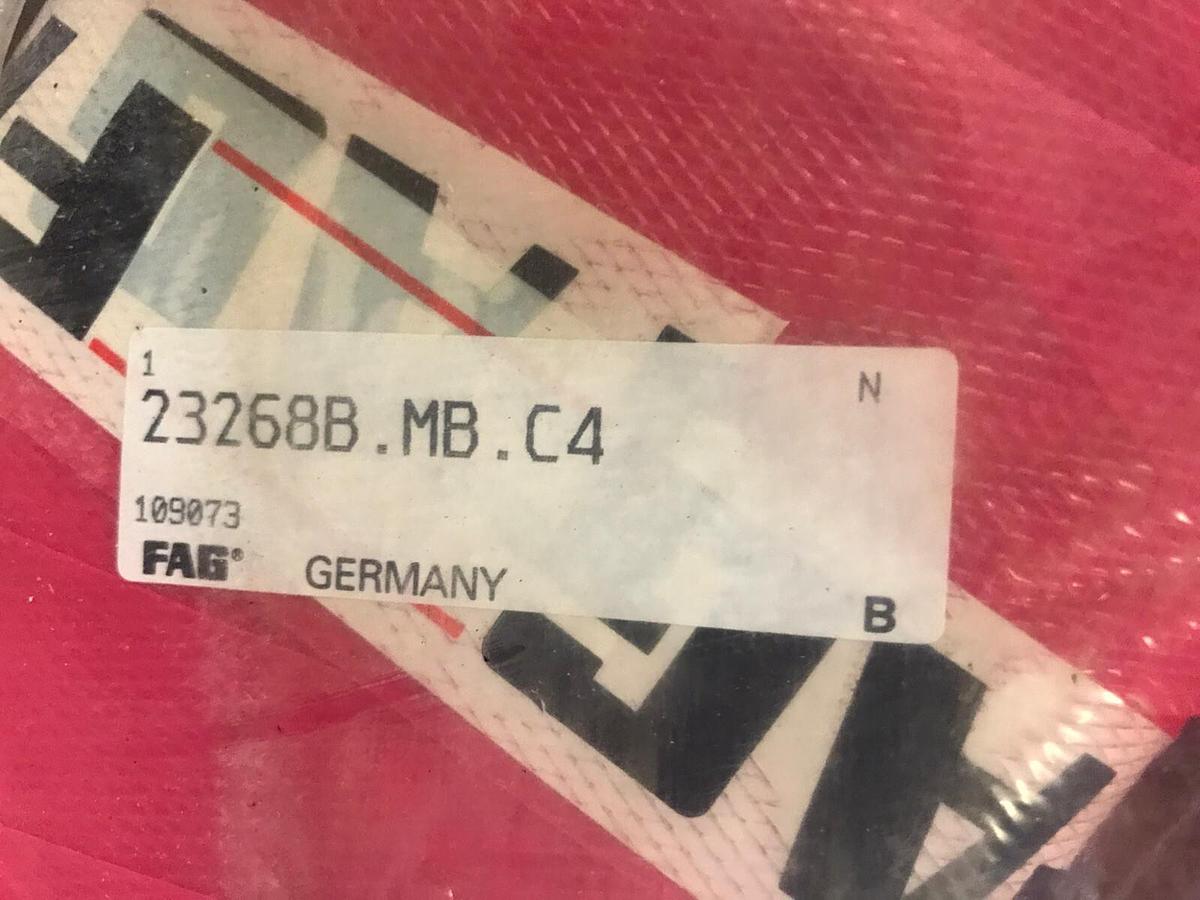 1
N
23268B.MB.C4
109073
FAG®
GERMANY
B